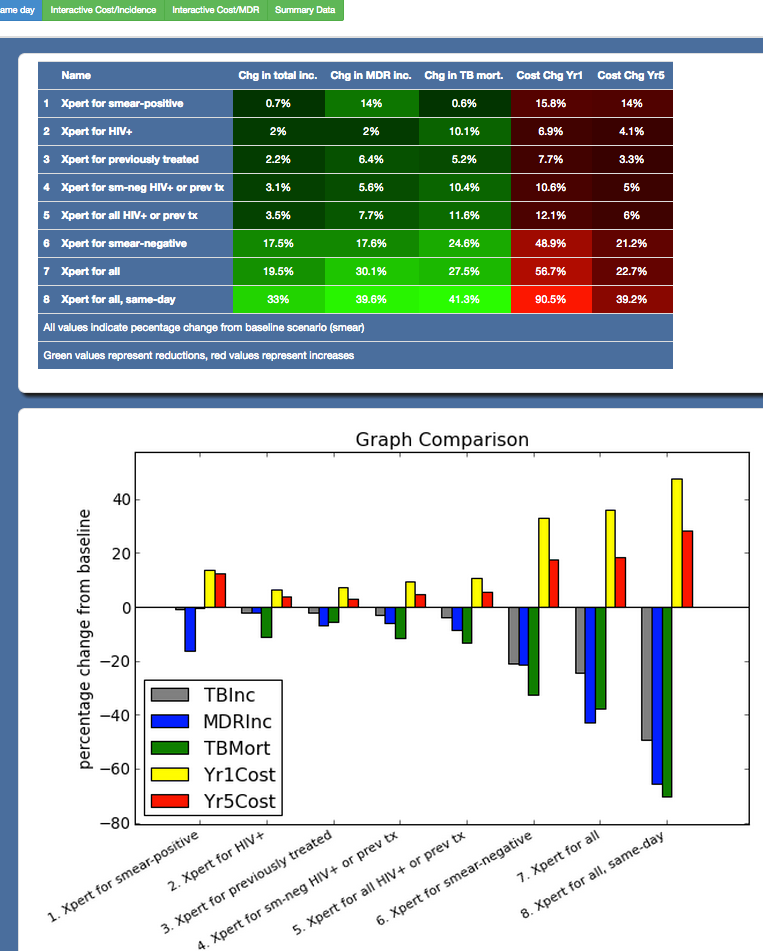 ame day Interactive Cost/Incidence Interactive Cost/MDR Summary Data
Name Chg in total inc. Chg in MDR inc. Chg in TB mort. Cost Chg Yr1 Cost Chg Yr5
1 Xpert for smear-positive 0.7% 14% 0.6% 15.8% 14%
2 Xpert for HIV+ 2% 2% 10.1% 6.9% 4.1%
3 Xpert for previously treated 2.2% 6.4% 5.2% 7.7% 3.3%
4 Xpert for sm-neg HIV+ or prev tx 3.1% 5.6% 10.4% 10.6% 5%
5 Xpert for all HIV+ or prev tx 3.5% 7.7% 11.6% 12.1% 6%
6 Xpert for smear-negative 17.5% 17.6% 24.6% 48.9% 21.2%
7 Xpert for all 19.5% 30.1% 27.5% 56.7% 22.7%
8 Xpert for all, same-day 33% 39.6% 41.3% 90.5% 39.2%
All values indicate pecentage change from baseline scenario (smear)
Green values represent reductions, red values represent increases
Graph Comparison
percentage change from baseline
40
20
0
−20
−40
−60
−80
TBInc
MDRInc
TBMort
Yr1Cost
Yr5Cost
1. Xpert for smear-positive
2. Xpert for HIV+
3. Xpert for previously treated
4. Xpert for sm-neg HIV+ or prev tx
5. Xpert for all HIV+ or prev tx
6. Xpert for smear-negative
7. Xpert for all
8. Xpert for all, same-day